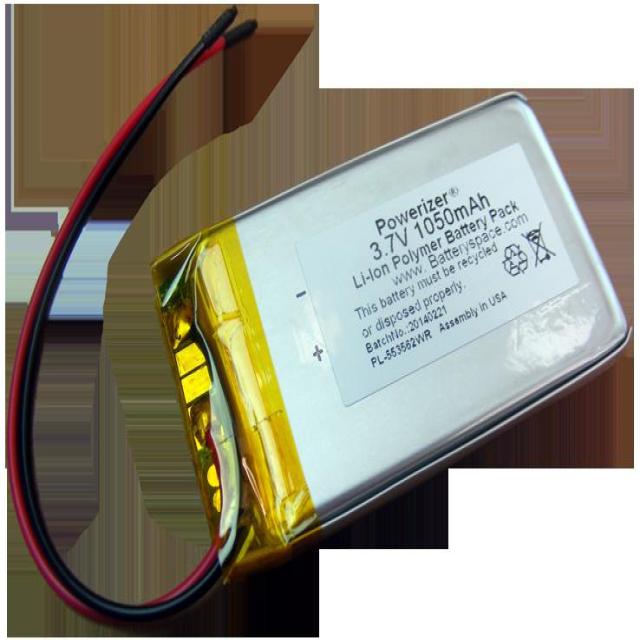 Powerizer®
3.7V 1050mAh
Li-Ion Polymer Battery Pack
www.Batteryspace.com
This battery must be recycled
or disposed properly.
BatchNo.:20140221
PL-553562WR Assembly in USA
-
+